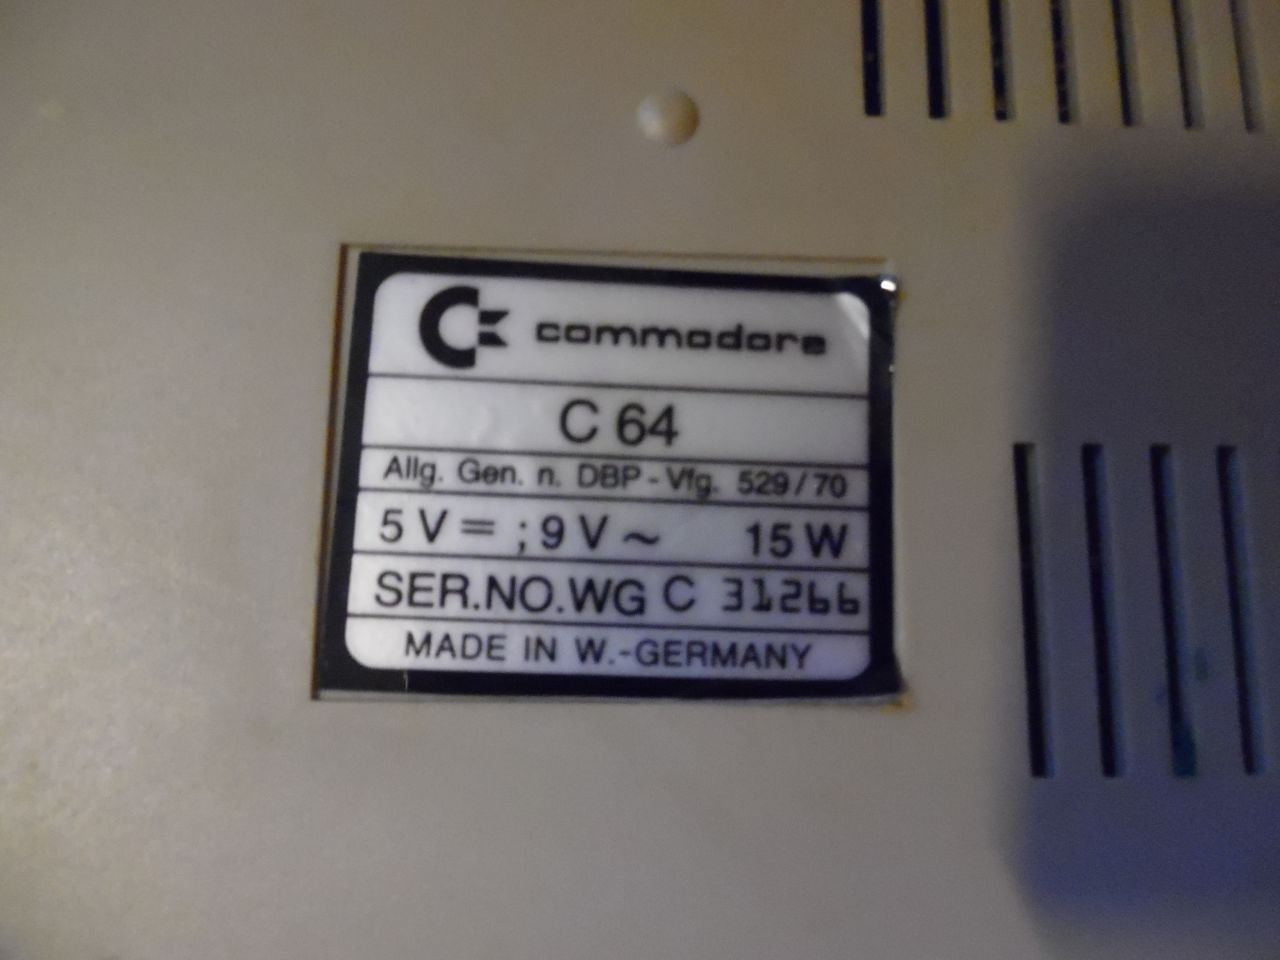 commodore
C 64
Allg. Gen. n. DBP - Vfg. 529/70
5 V = ; 9 V ~ 15 W
SER.NO.WG C 31266
MADE IN W.-GERMANY